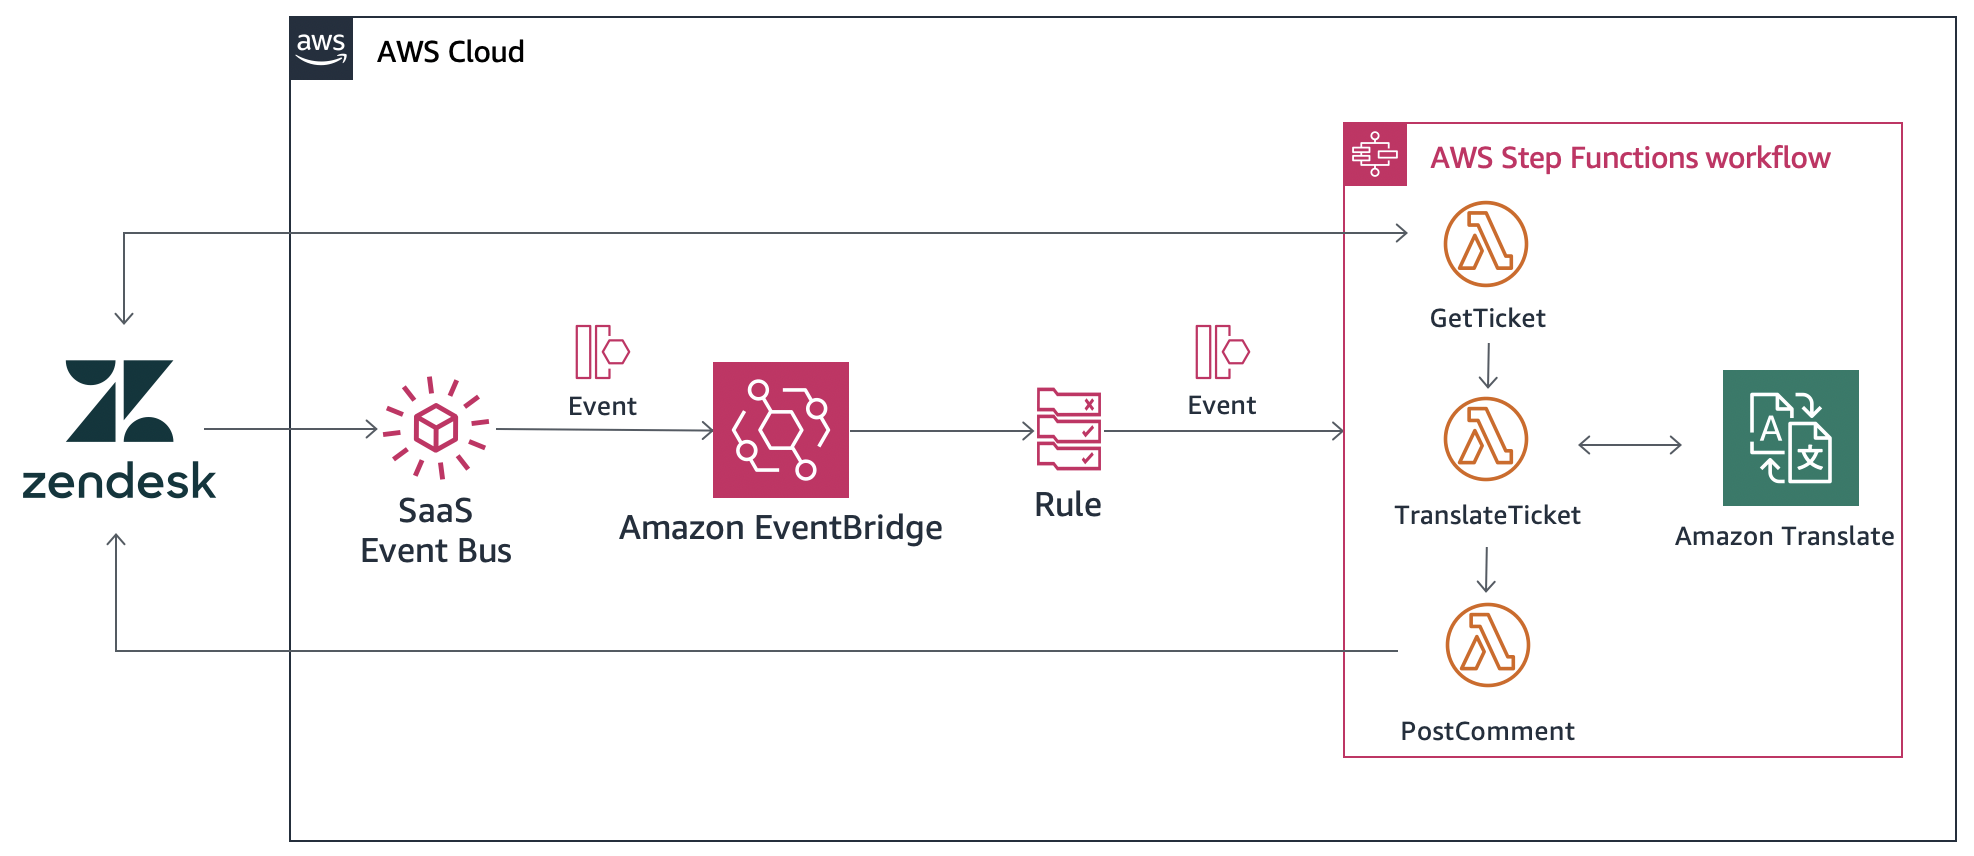 aws
AWS Cloud
AWS Step Functions workflow
GetTicket
Event
Event
zendesk
SaaS
Event Bus
Amazon EventBridge
Rule
TranslateTicket
A
文
Amazon Translate
PostComment